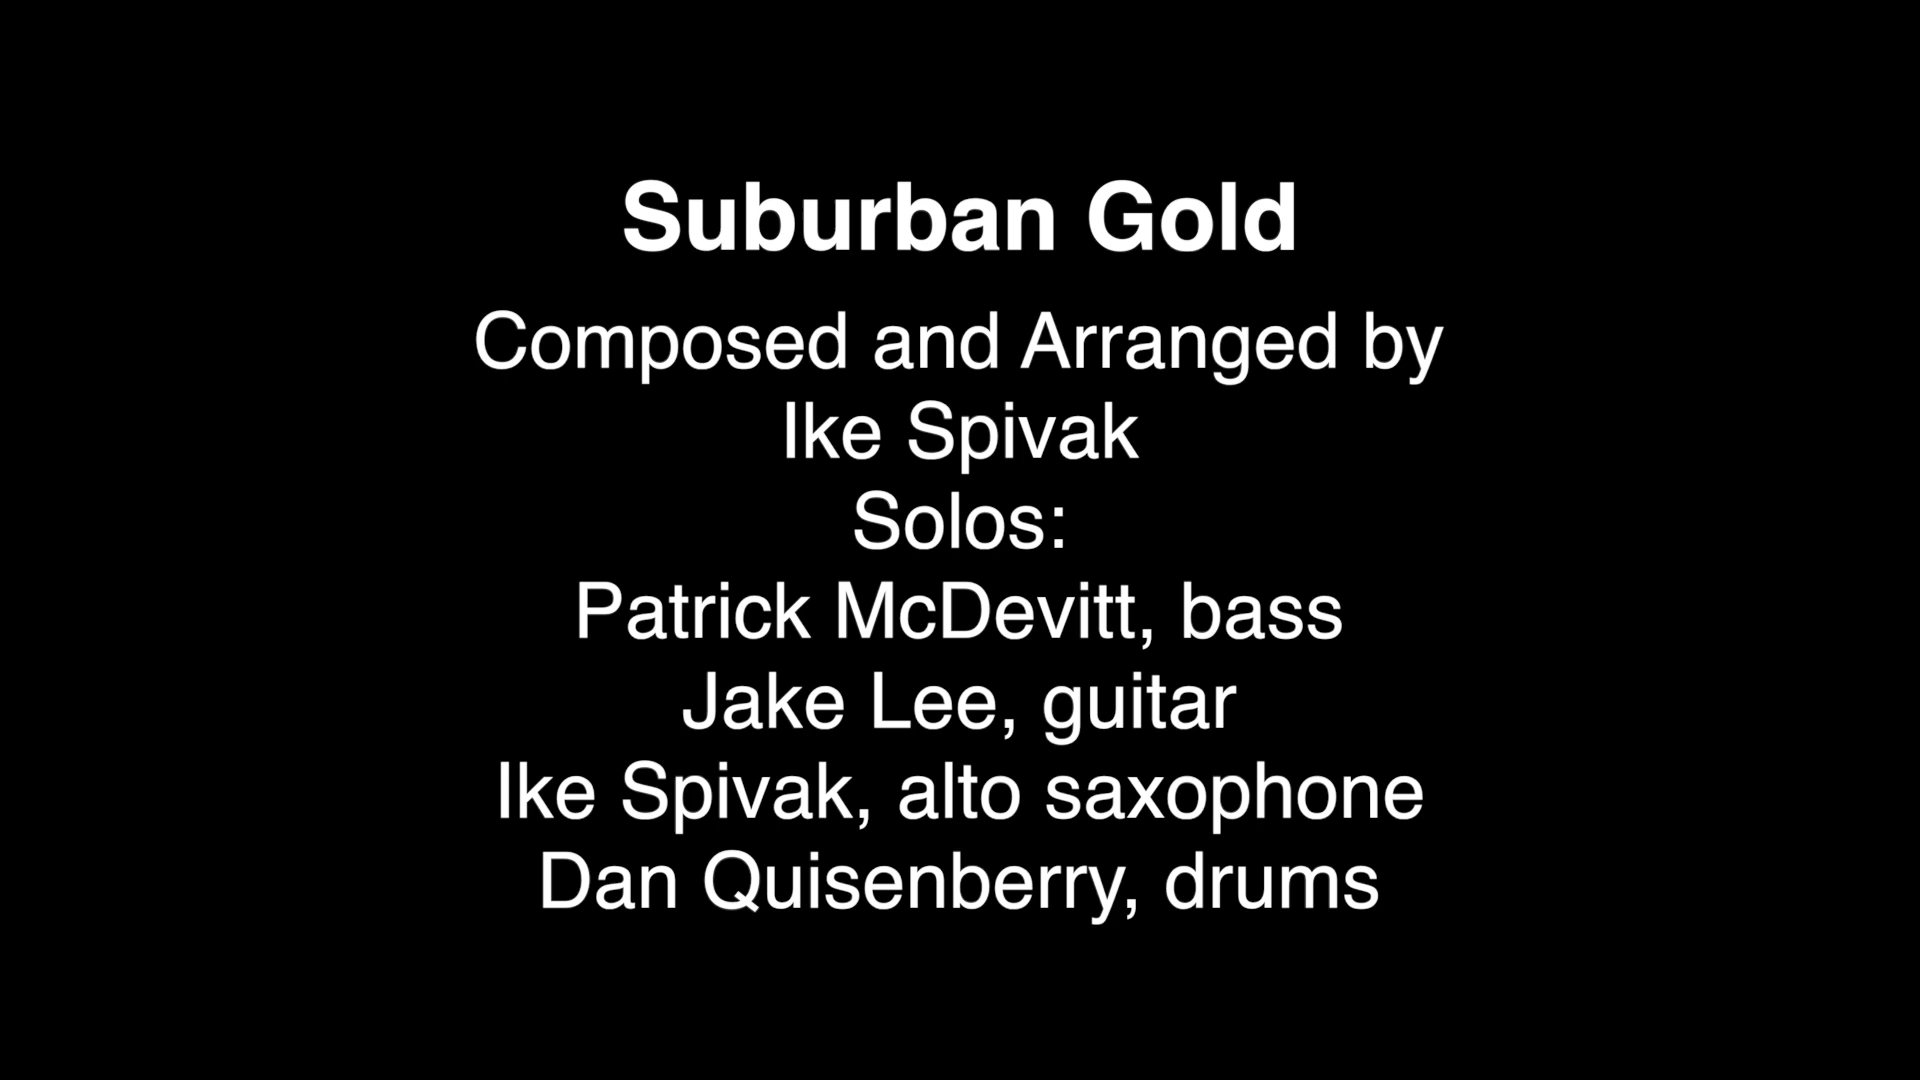 Suburban Gold
Composed and Arranged by
Ike Spivak
Solos:
Patrick McDevitt, bass
Jake Lee, guitar
Ike Spivak, alto saxophone
Dan Quisenberry, drums